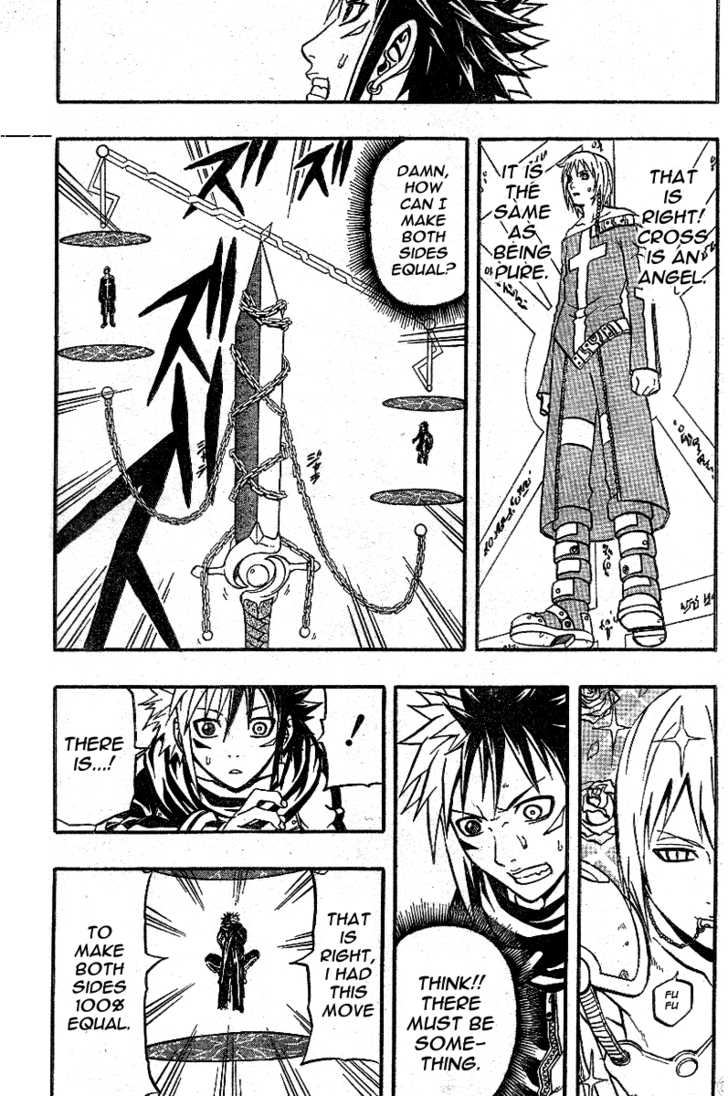 THAT
IS
RIGHT!
CROSS
IS AN
ANGEL.
IT IS
THE
SAME
AS
BEING
PURE.
DAMN,
HOW
CAN I
MAKE
BOTH
SIDES
EQUAL?
FU
FU
THINK!!
THERE
MUST BE
SOME-
THING.
!
THERE
IS...!
THAT
IS
RIGHT,
I HAD
THIS
MOVE
TO
MAKE
BOTH
SIDES
100%
EQUAL.